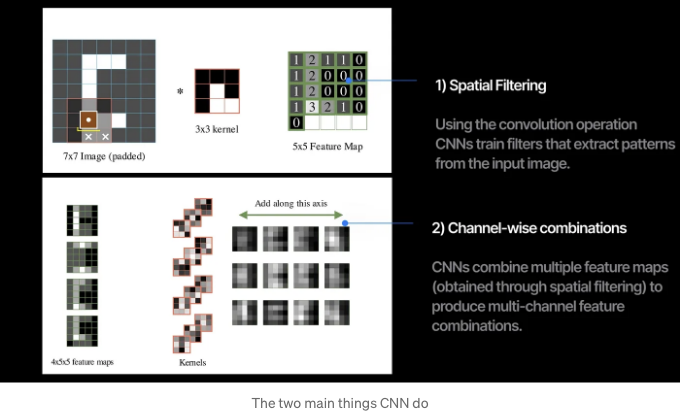 1 2 1 1 0
1 2 0 0 0
1 2 0 0 0
1 3 2 1 0
0
*
3x3 kernel
7x7 Image (padded)
5x5 Feature Map
1) Spatial Filtering
Using the convolution operation
CNNs train filters that extract patterns
from the input image.
Add along this axis
4x5x5 feature maps
Kernels
2) Channel-wise combinations
CNNs combine multiple feature maps
(obtained through spatial filtering) to
produce multi-channel feature
combinations.
The two main things CNN do